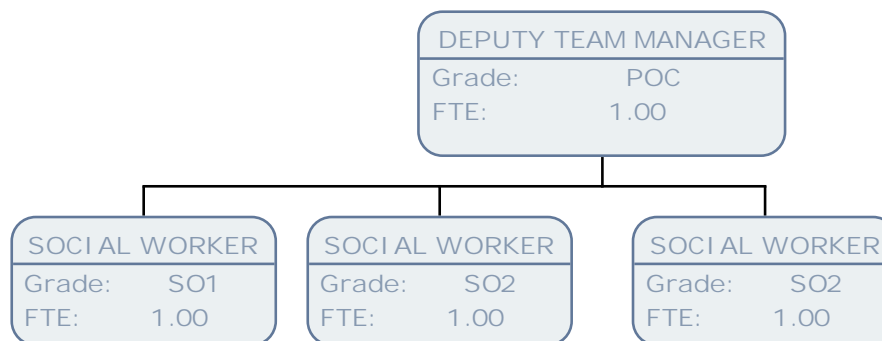 DEPUTY TEAM MANAGER
Grade: POC
FTE: 1.00
SOCIAL WORKER
Grade: SO1
FTE: 1.00
SOCIAL WORKER
Grade: SO2
FTE: 1.00
SOCIAL WORKER
Grade: SO2
FTE: 1.00